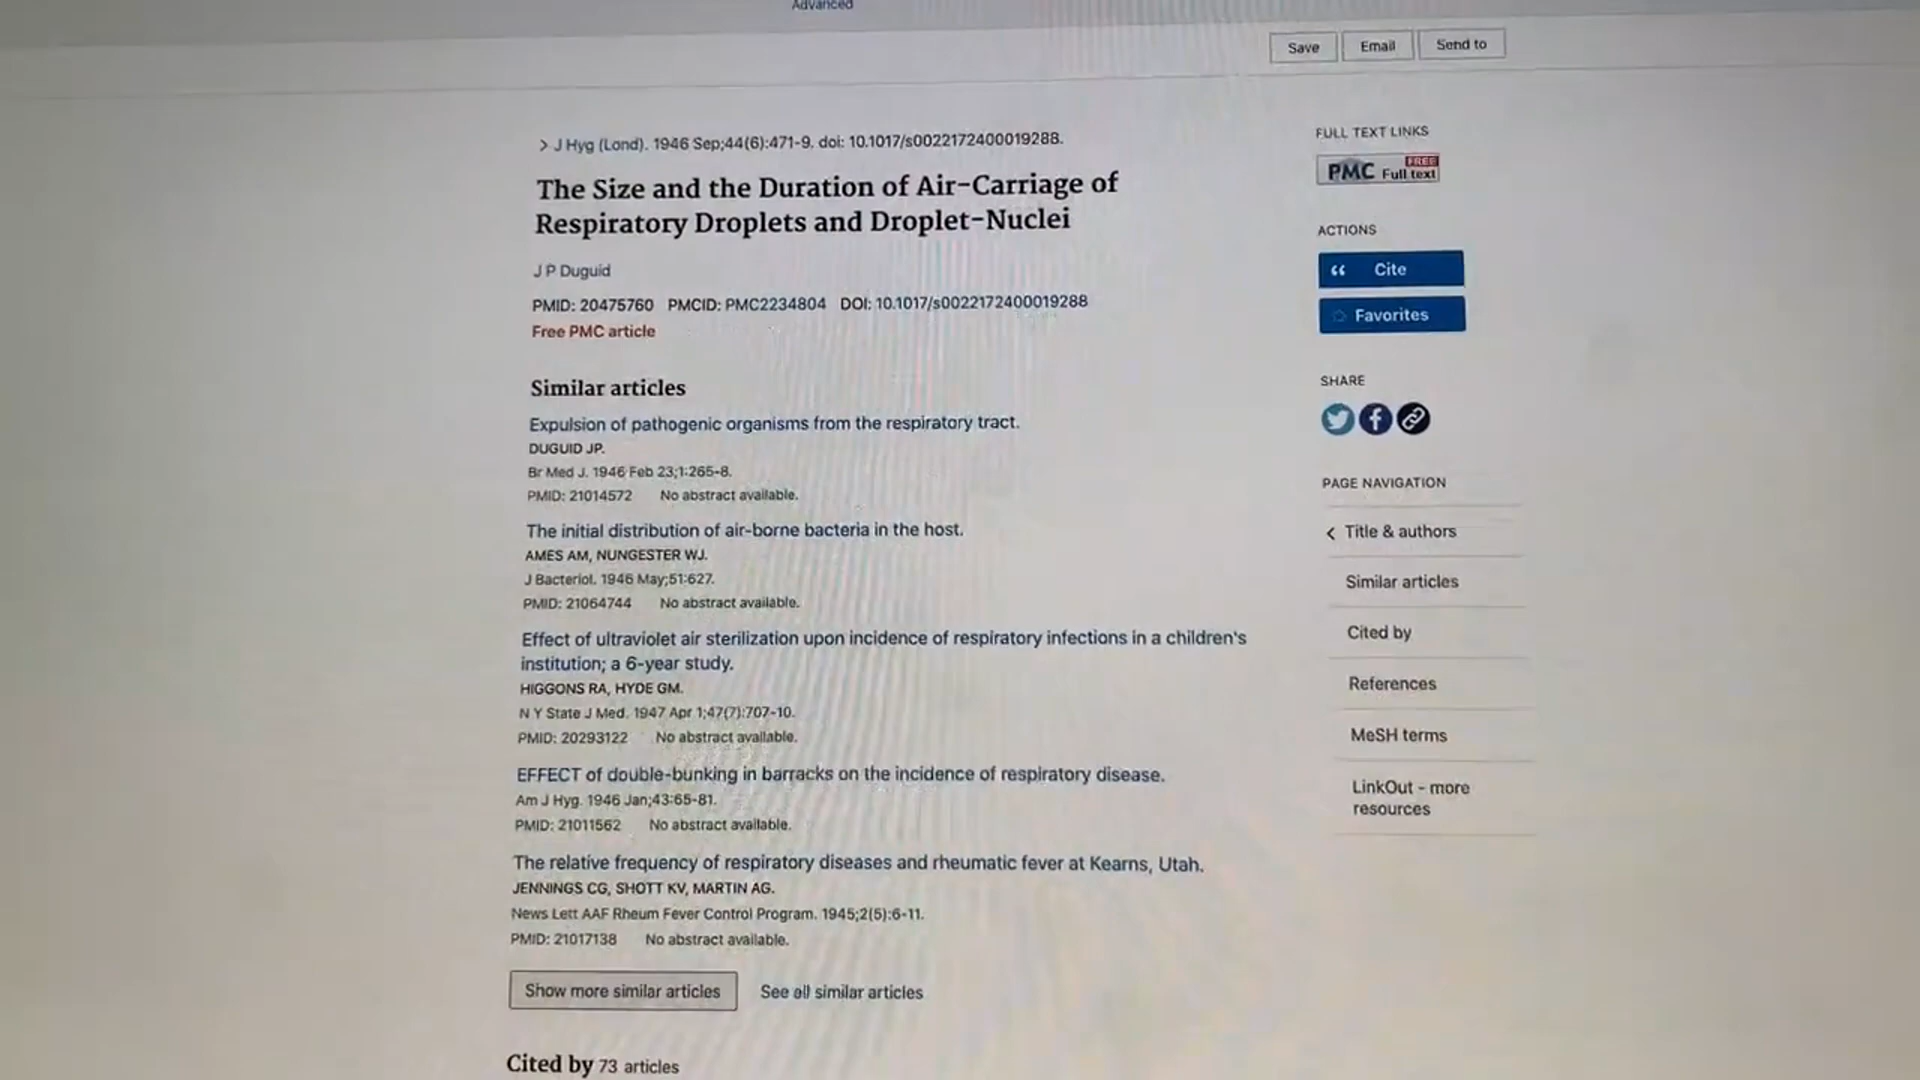 Advanced
Save
Email
Send to
> J Hyg (Lond). 1946 Sep;44(6):471-9. doi: 10.1017/s0022172400019288.
The Size and the Duration of Air-Carriage of
Respiratory Droplets and Droplet-Nuclei
J P Duguid
PMID: 20475760 PMCID: PMC2234804 DOI: 10.1017/s0022172400019288
Free PMC article
Similar articles
Expulsion of pathogenic organisms from the respiratory tract.
DUGUID JP.
Br Med J. 1946 Feb 23;1:265-8.
PMID: 21014572 No abstract available.
The initial distribution of air-borne bacteria in the host.
AMES AM, NUNGESTER WJ.
J Bacteriol. 1946 May;51:627.
PMID: 21064744 No abstract available.
Effect of ultraviolet air sterilization upon incidence of respiratory infections in a children's
institution; a 6-year study.
HIGGONS RA, HYDE GM.
N Y State J Med. 1947 Apr 1;47(7):707-10.
PMID: 20293122 No abstract available.
EFFECT of double-bunking in barracks on the incidence of respiratory disease.
Am J Hyg. 1946 Jan;43:65-81.
PMID: 21011562 No abstract available.
The relative frequency of respiratory diseases and rheumatic fever at Kearns, Utah.
JENNINGS CG, SHOTT KV, MARTIN AG.
News Lett AAF Rheum Fever Control Program. 1945;2(5):6-11.
PMID: 21017138 No abstract available.
Show more similar articles
See all similar articles
Cited by 73 articles
FULL TEXT LINKS
FREE
PMC Full text
ACTIONS
Cite
Favorites
SHARE
PAGE NAVIGATION
< Title & authors
Similar articles
Cited by
References
MeSH terms
LinkOut - more
resources